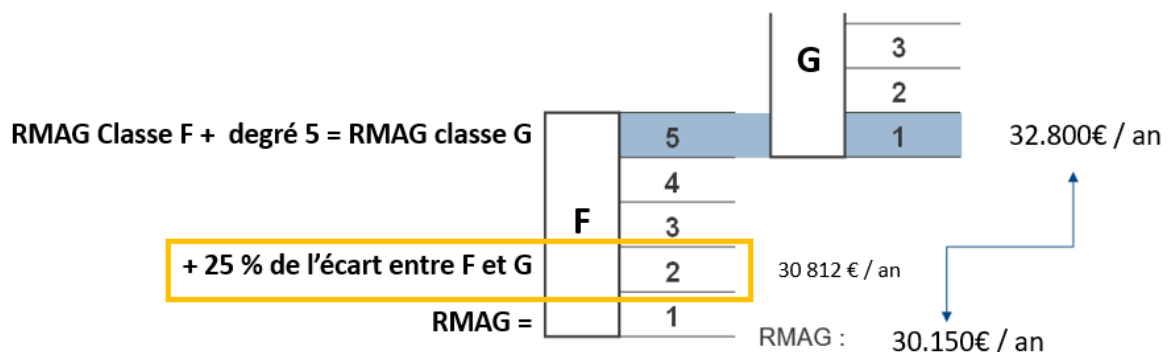 G
3
2
RMAG Classe F + degré 5 = RMAG classe G
5
1
32.800€ / an
4
F
3
+ 25 % de l'écart entre F et G
2
30 812 € / an
RMAG =
1
RMAG :
30.150€ / an